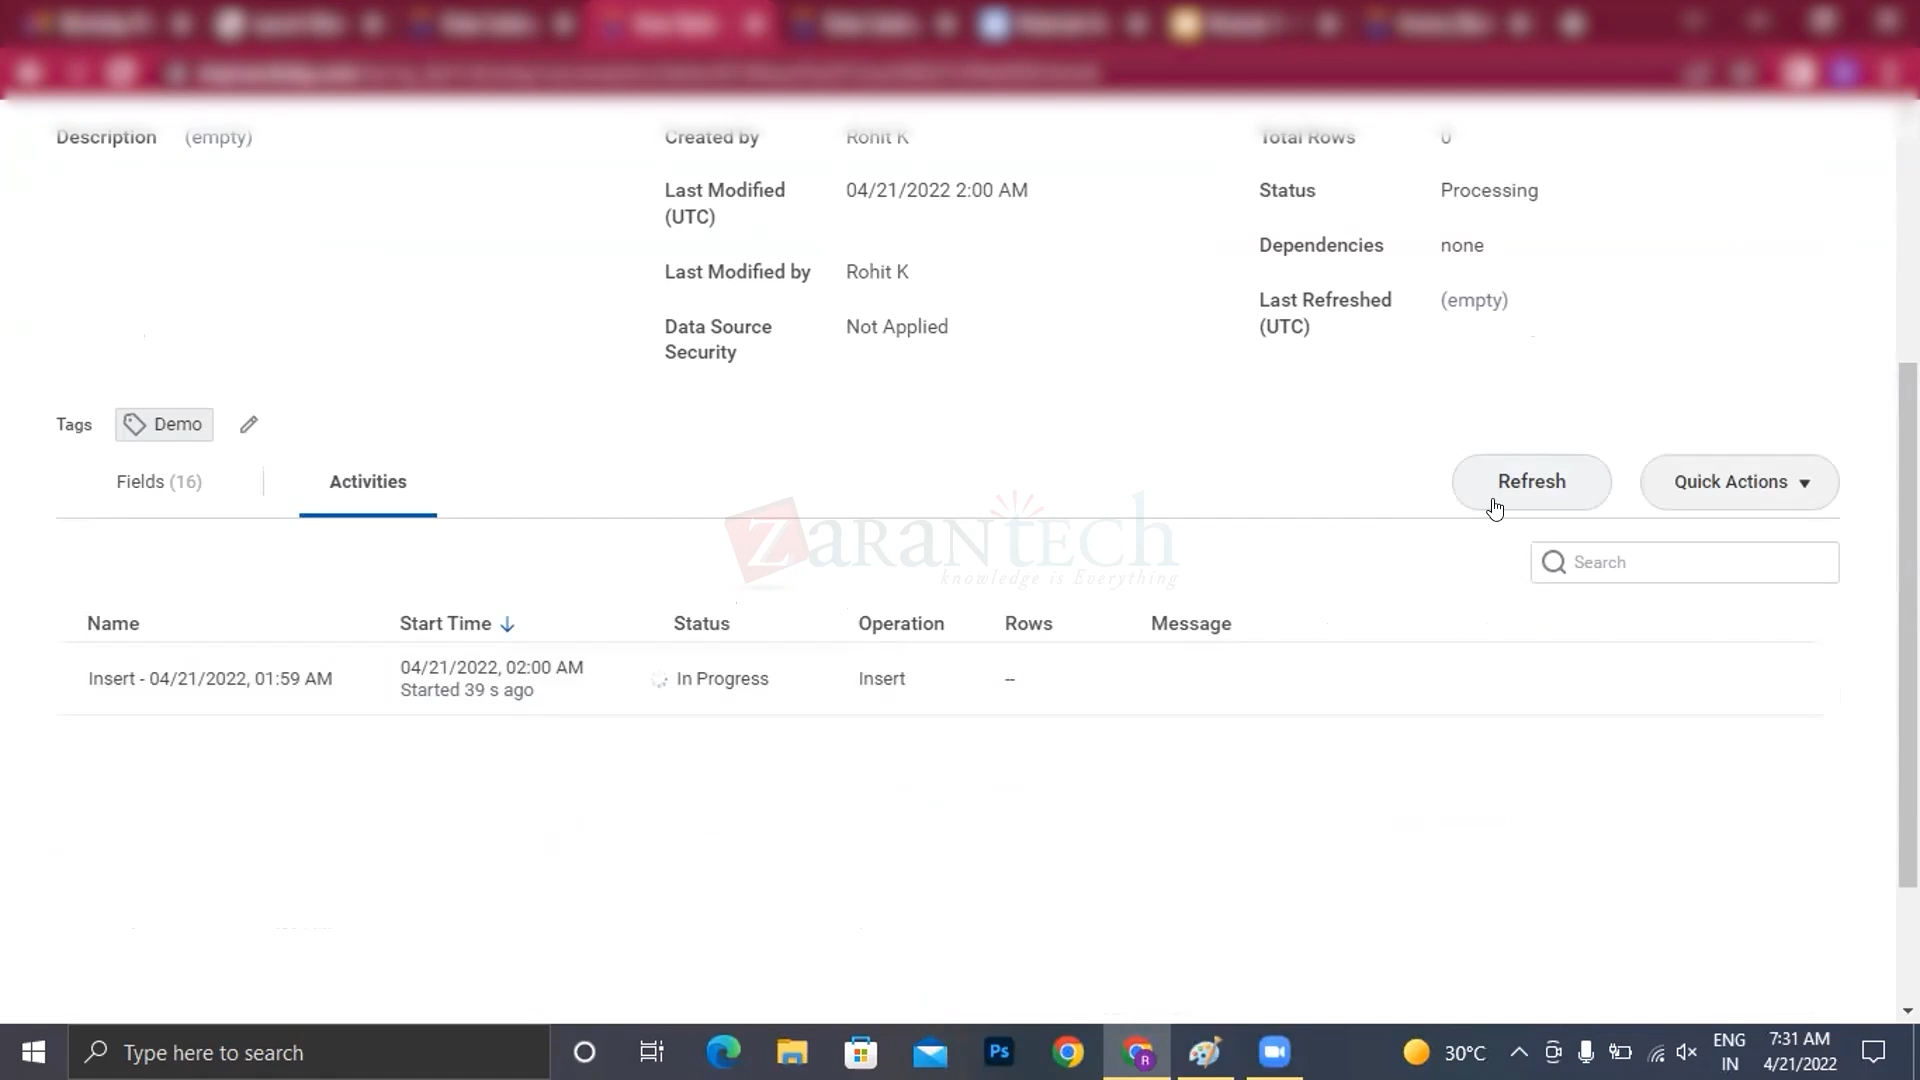 Description (empty) Created by Rohit K Total Rows 0
Last Modified (UTC) 04/21/2022 2:00 AM Status Processing
Dependencies none
Last Modified by Rohit K Last Refreshed (UTC) (empty)
Data Source Security Not Applied
Tags Demo
Fields (16) Activities Refresh Quick Actions
ZaranTech
knowledge is Everything
Search
Name Start Time Status Operation Rows Message
Insert - 04/21/2022, 01:59 AM 04/21/2022, 02:00 AM In Progress Insert --
Started 39 s ago
Type here to search Ps R 30°C ENG 7:31 AM
IN 4/21/2022